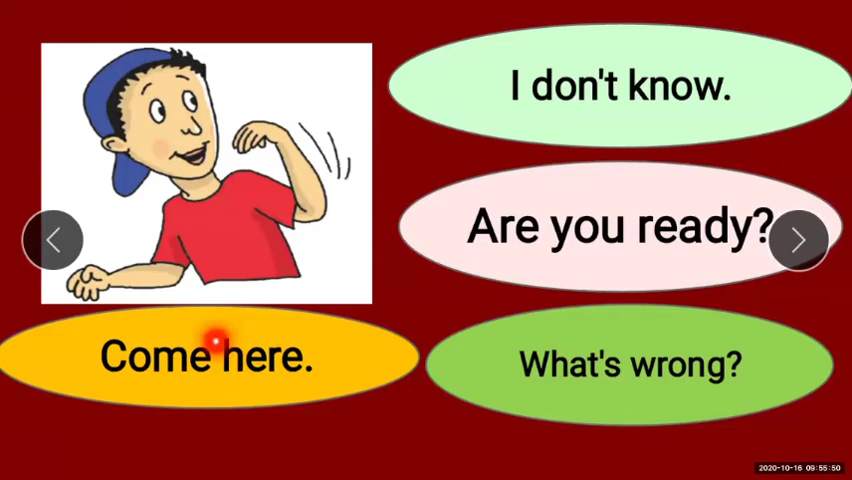 I don't know.
Are you ready?
Come here.
What's wrong?
2020-10-16 09:55:50